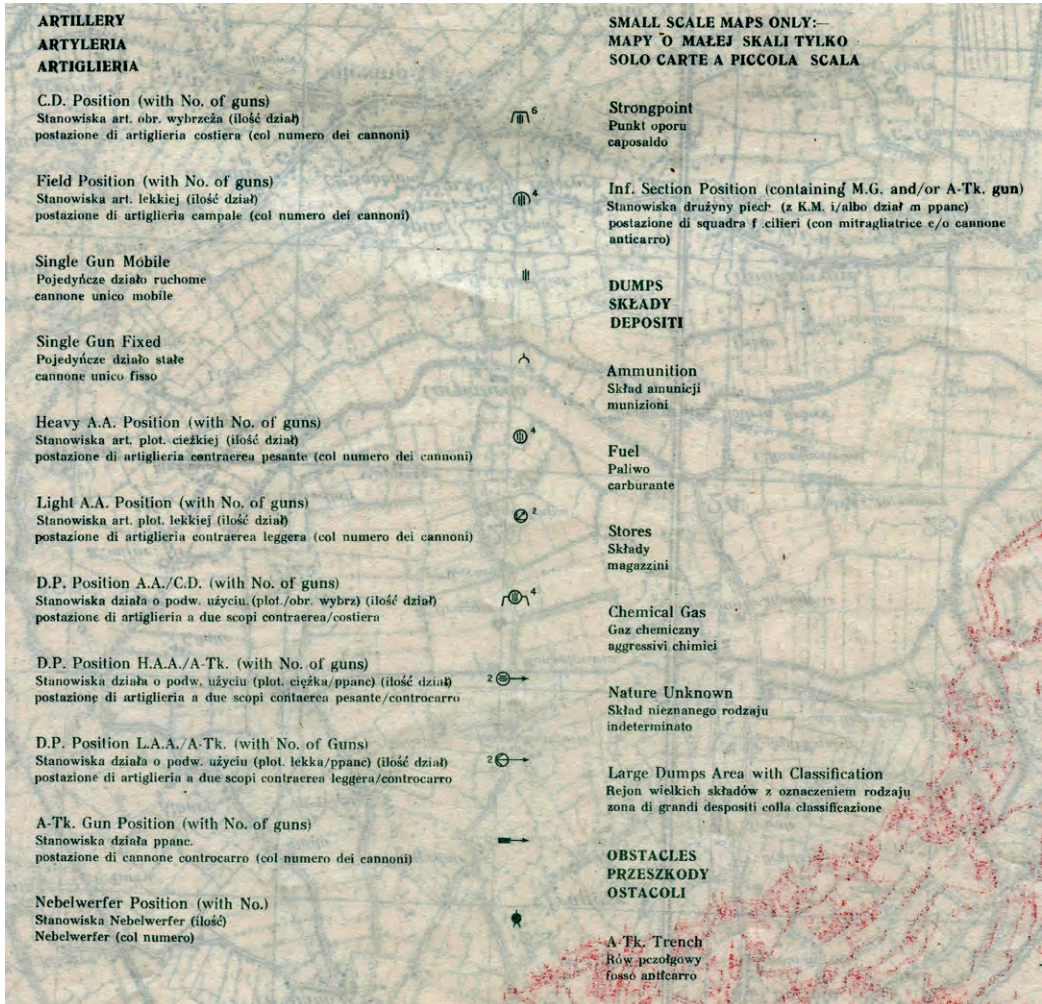 ARTILLERY
ARTYLERIA
ARTIGLIERIA
C.D. Position (with No. of guns)
Stanowiska art. obr. wybrzeża (ilość dział)
postazione di artiglieria costiera (col numero dei cannoni)
6
Field Position (with No. of guns)
Stanowiska art. lekkiej (ilość dział)
postazione di artiglieria campale (col numero dei cannoni)
4
Single Gun Mobile
Pojedyńcze działo ruchome
cannone unico mobile
Single Gun Fixed
Pojedyńcze działo stałe
cannone unico fisso
Heavy A.A. Position (with No. of guns)
Stanowiska art. plot. cieżkiej (ilość dział)
postazione di artiglieria contraerea pesante (col numero dei cannoni)
4
Light A.A. Position (with No. of guns)
Stanowiska art. plot. lekkiej (ilość dział)
postazione di artiglieria contraerea leggera (col numero dei cannoni)
2
D.P. Position A.A./C.D. (with No. of guns)
Stanowiska działa o podw. użyciu (plot./obr. wybrz) (ilość dział)
postazione di artiglieria a due scopi contraerea/costiera
4
D.P. Position H.A.A./A-Tk. (with No. of guns)
Stanowiska działa o podw. użyciu (plot. ciężka/ppanc) (ilość dział)
postazione di artiglieria a due scopi contaerea pesante/controcarro
2
D.P. Position L.A.A./A-Tk. (with No. of Guns)
Stanowiska działa o podw. użyciu (plot. lekka/ppanc) (ilość dział)
postazione di artiglieria a due scopi contraerea leggera/controcarro
2
A-Tk. Gun Position (with No. of guns)
Stanowiska działa ppanc.
postazione di cannone controcarro (col numero dei cannoni)
Nebelwerfer Position (with No.)
Stanowiska Nebelwerfer (ilość)
Nebelwerfer (col numero)
SMALL SCALE MAPS ONLY:—
MAPY O MAŁEJ SKALI TYLKO
SOLO CARTE A PICCOLA SCALA
Strongpoint
Punkt oporu
caposaldo
Inf. Section Position (containing M.G. and/or A-Tk. gun)
Stanowiska drużyny piech (z K.M. i/albo dział m ppanc)
postazione di squadra f cilieri (con mitragliatrice e/o cannone
anticarro)
DUMPS
SKŁADY
DEPOSITI
Ammunition
Skład amunicji
munizioni
Fuel
Paliwo
carburante
Stores
Składy
magazzini
Chemical Gas
Gaz chemiczny
aggressivi chimici
Nature Unknown
Skład nieznanego rodzaju
indeterminato
Large Dumps Area with Classification
Rejon wielkich składów z oznaczeniem rodzaju
zona di grandi despositi colla classificazione
OBSTACLES
PRZESZKODY
OSTACOLI
A-Tk. Trench
Rów pczołgowy
fosso anticarro